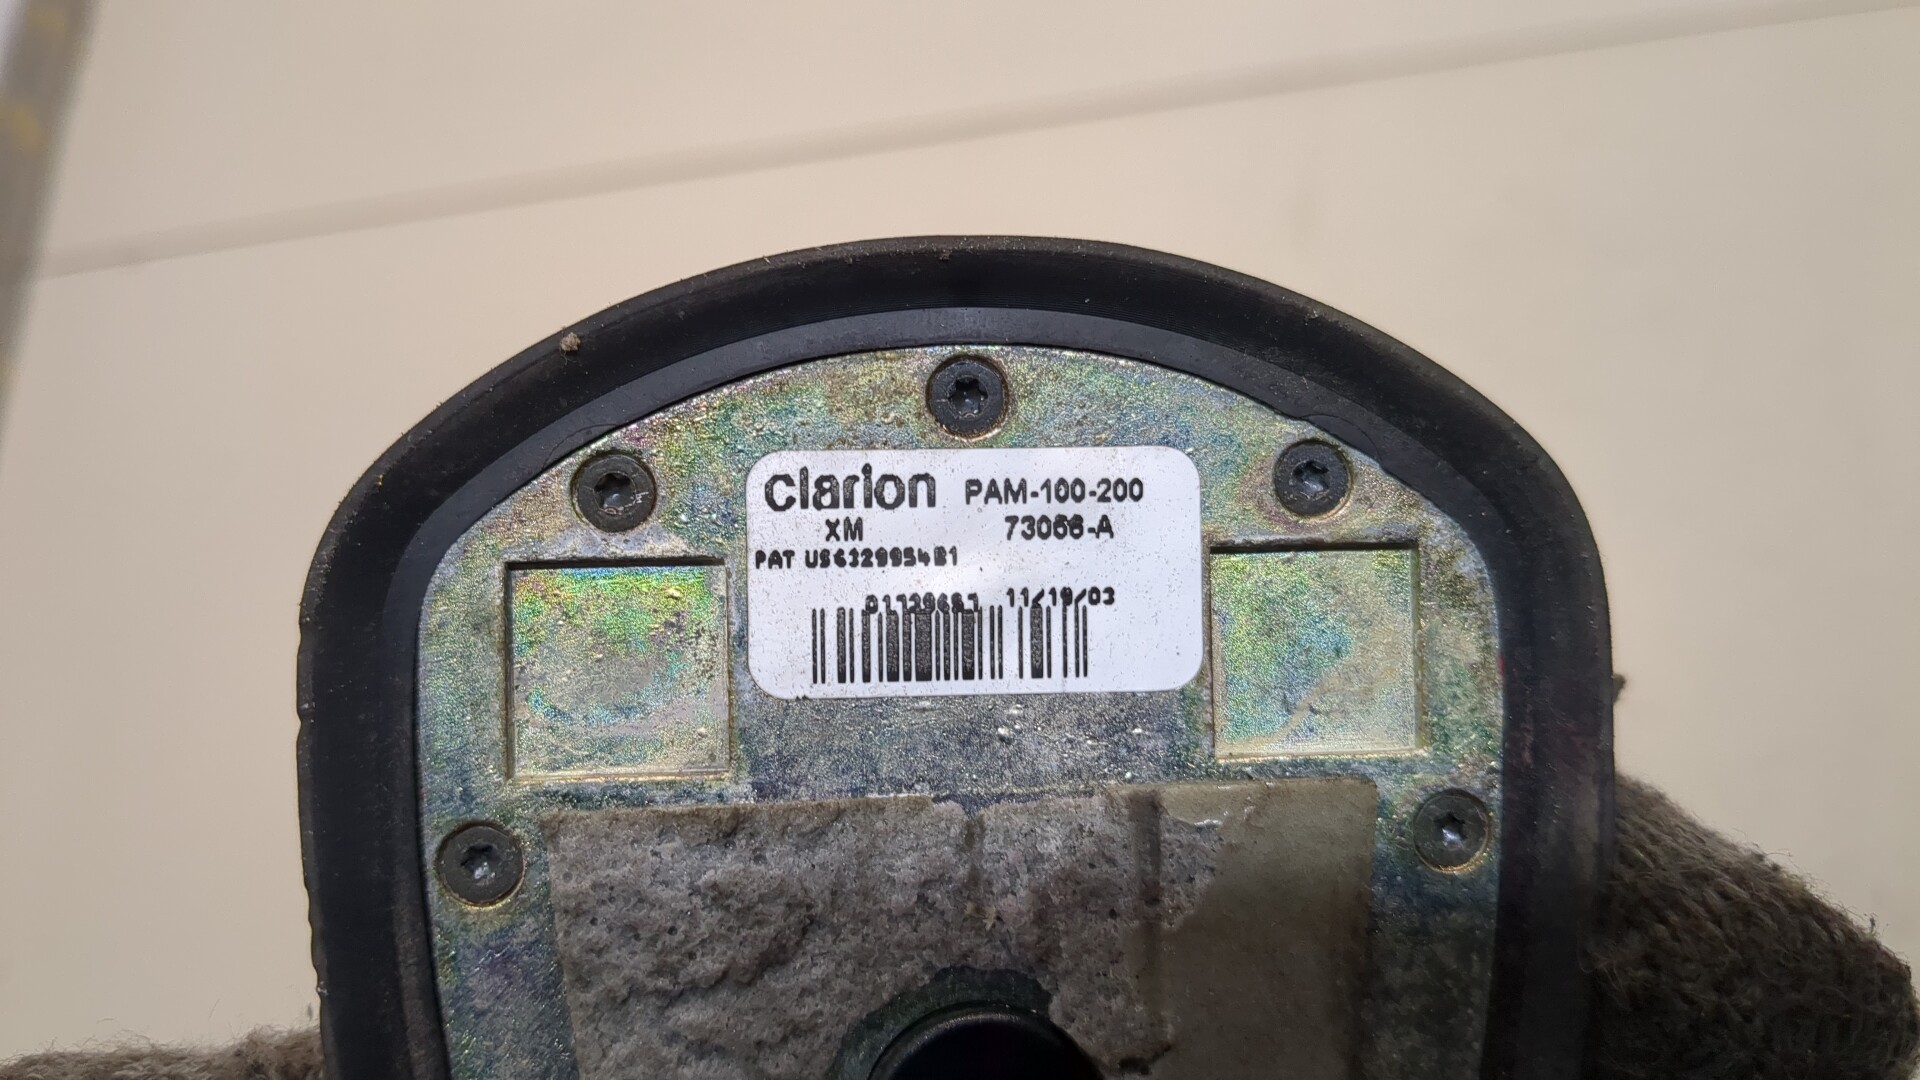 clarion PAM-100-200
XM 73066-A
PAT US6329954B1
11/19/03